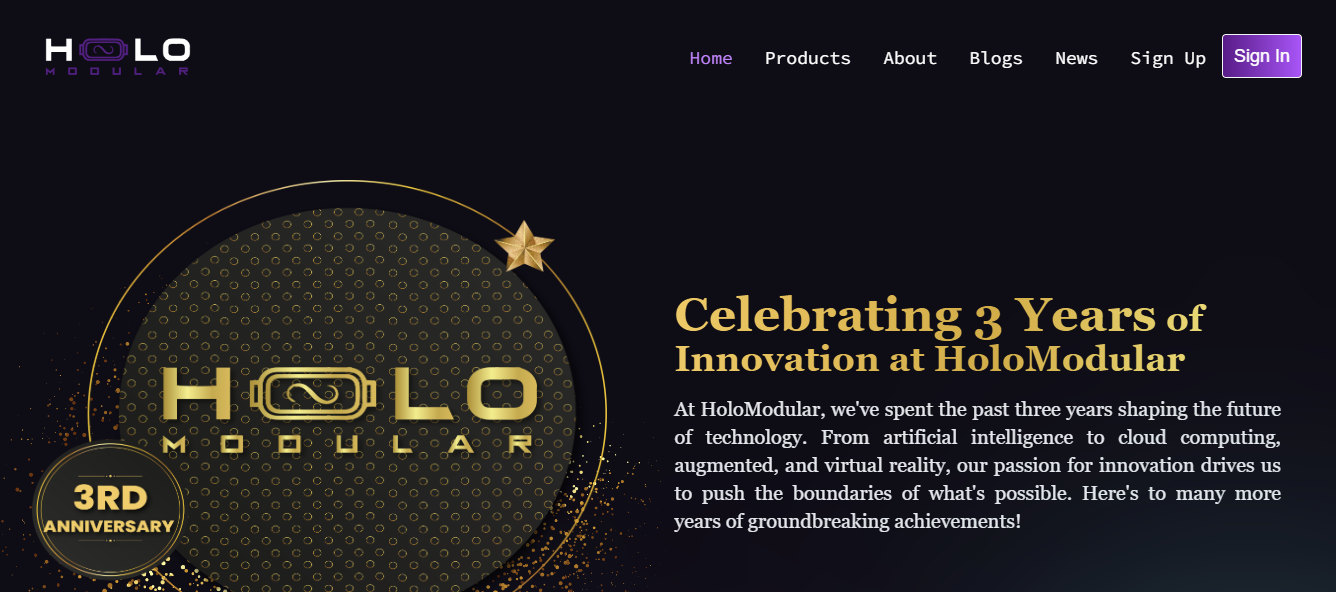 HOLO
MODULAR
Home Products About Blogs News Sign Up Sign In
HOLO
MODULAR
3RD
ANNIVERSARY
Celebrating 3 Years of
Innovation at HoloModular
At HoloModular, we've spent the past three years shaping the future
of technology. From artificial intelligence to cloud computing,
augmented, and virtual reality, our passion for innovation drives us
to push the boundaries of what's possible. Here's to many more
years of groundbreaking achievements!